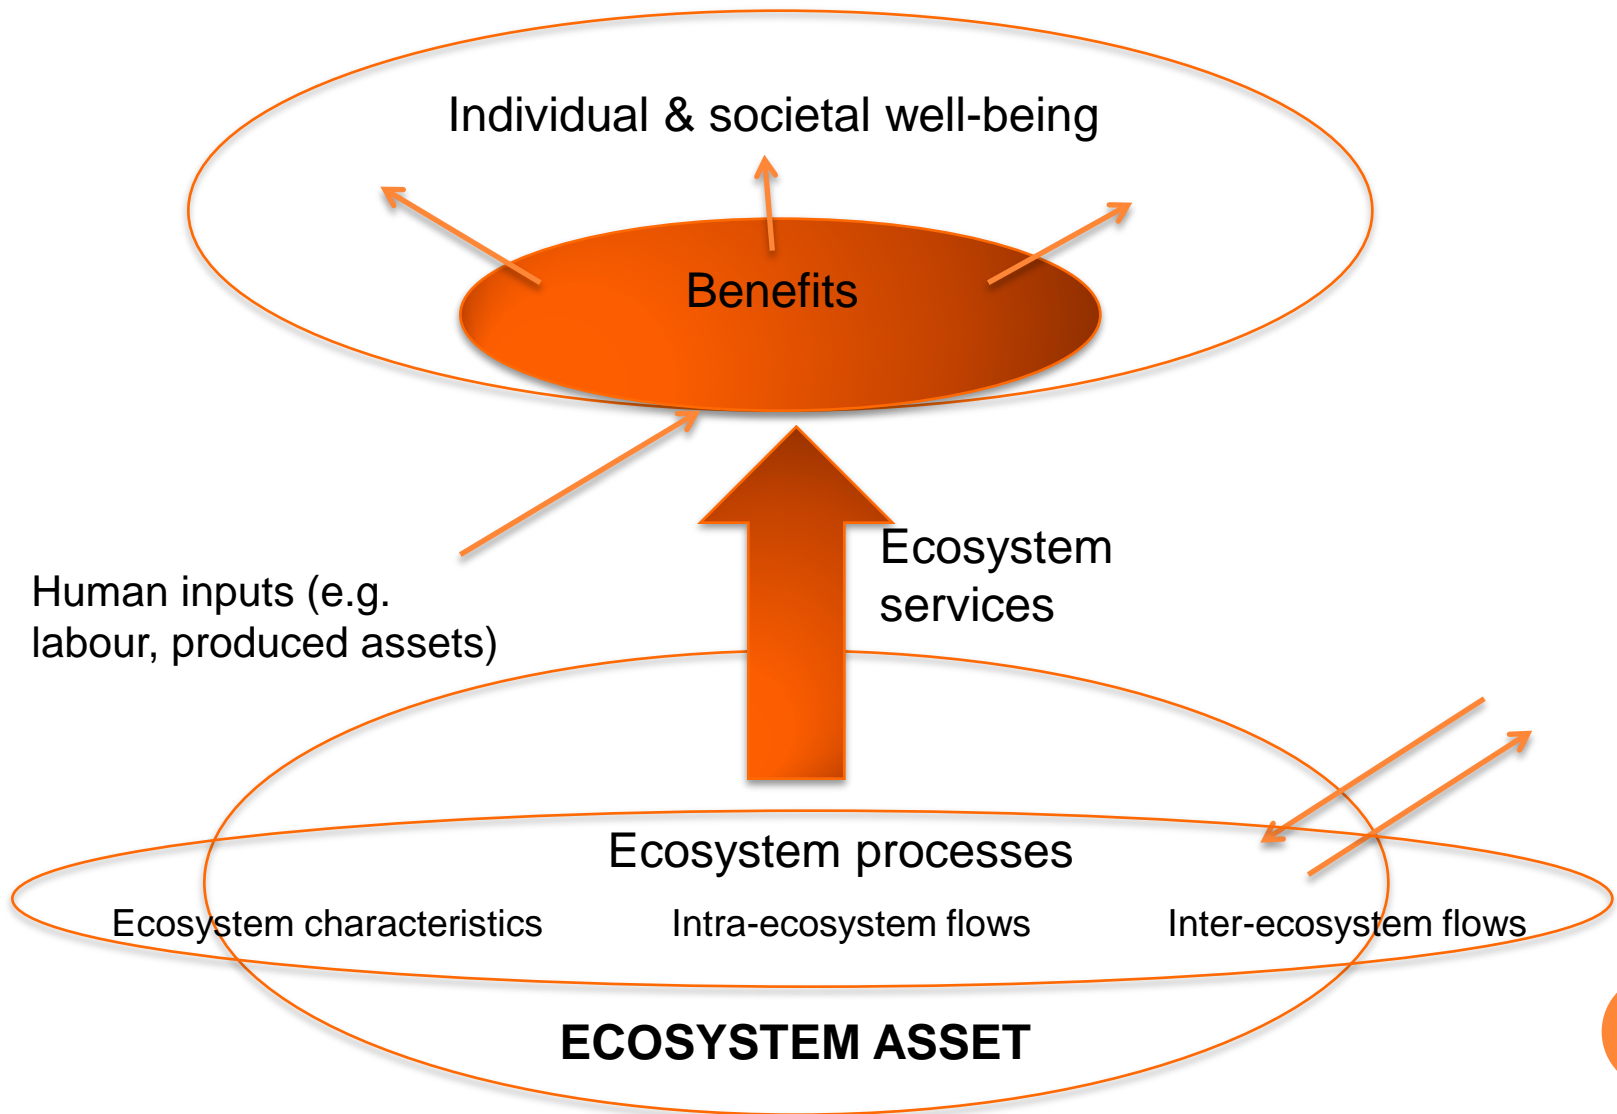 Individual & societal well-being
Benefits
Ecosystem
services
Human inputs (e.g.
labour, produced assets)
Ecosystem processes
Ecosystem characteristics
Intra-ecosystem flows
Inter-ecosystem flows
ECOSYSTEM ASSET